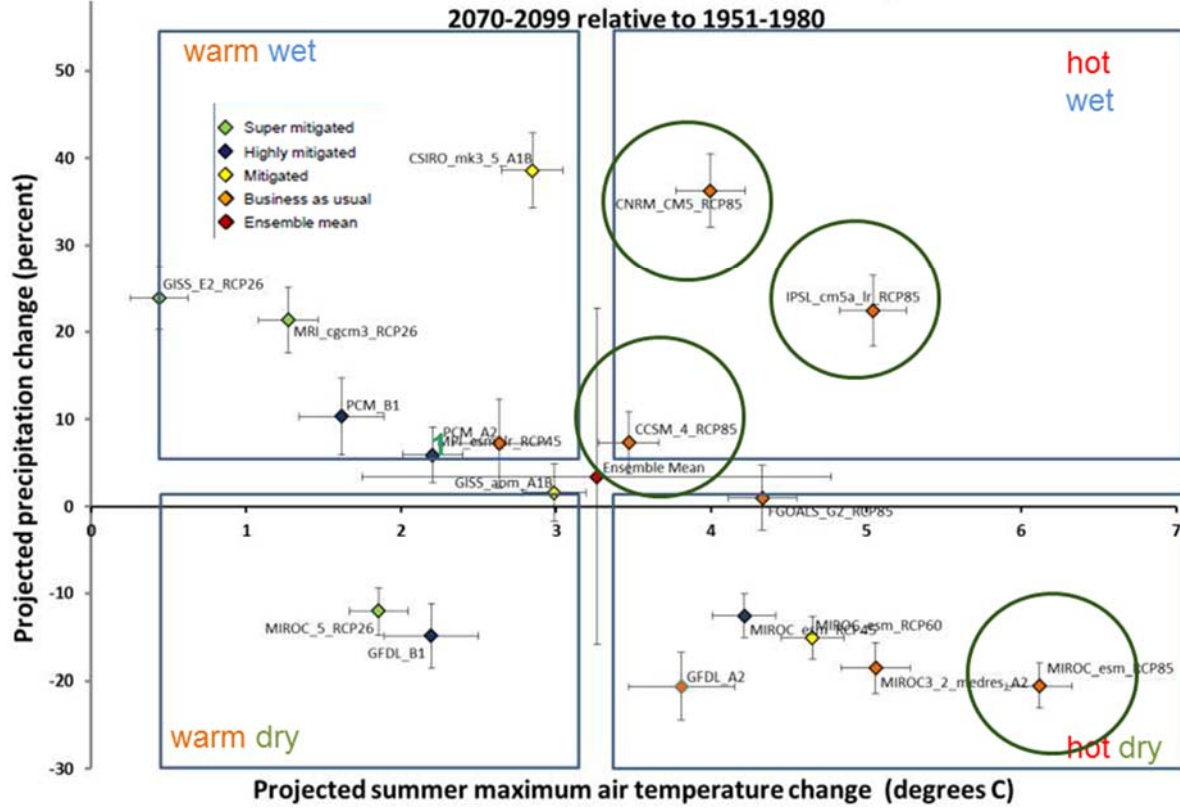 2070-2099 relative to 1951-1980
warm wet
hot
wet
Super mitigated
Highly mitigated
Mitigated
Business as usual
Ensemble mean
CSIRO_mk3_5_A1B
CNRM_CM5_RCP85
IPSL_cm5a_lr_RCP85
GISS_E2_RCP26
MRI_cgcm3_RCP26
PCM_B1
PCM_A2
1
MPI_esm_lr_RCP45
CCSM_4_RCP85
Ensemble Mean
GISS_aom_A1B
FGOALS_G2_RCP85
MIROC_5_RCP26
GFDL_B1
MIROC_esm_RCP45
MIROC_esm_RCP60
GFDL_A2
MIROC3_2_medres_A2
MIROC_esm_RCP85
warm dry
hot dry
50
40
30
20
10
0
-10
-20
-30
0 1 2 3 4 5 6 7
Projected precipitation change (percent)
Projected summer maximum air temperature change (degrees C)